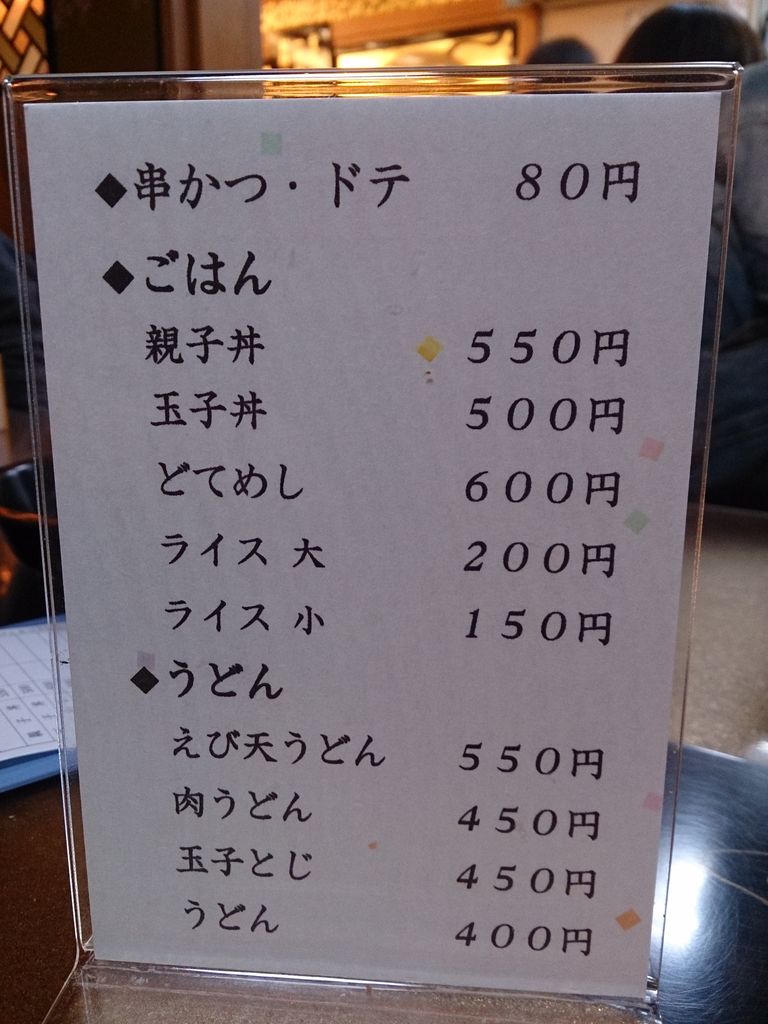 ◆串かつ・ドテ 80円
◆ごはん
親子丼 550円
玉子丼 500円
どてめし 600円
ライス 大 200円
ライス 小 150円
◆うどん
えび天うどん 550円
肉うどん 450円
玉子とじ 450円
うどん 400円